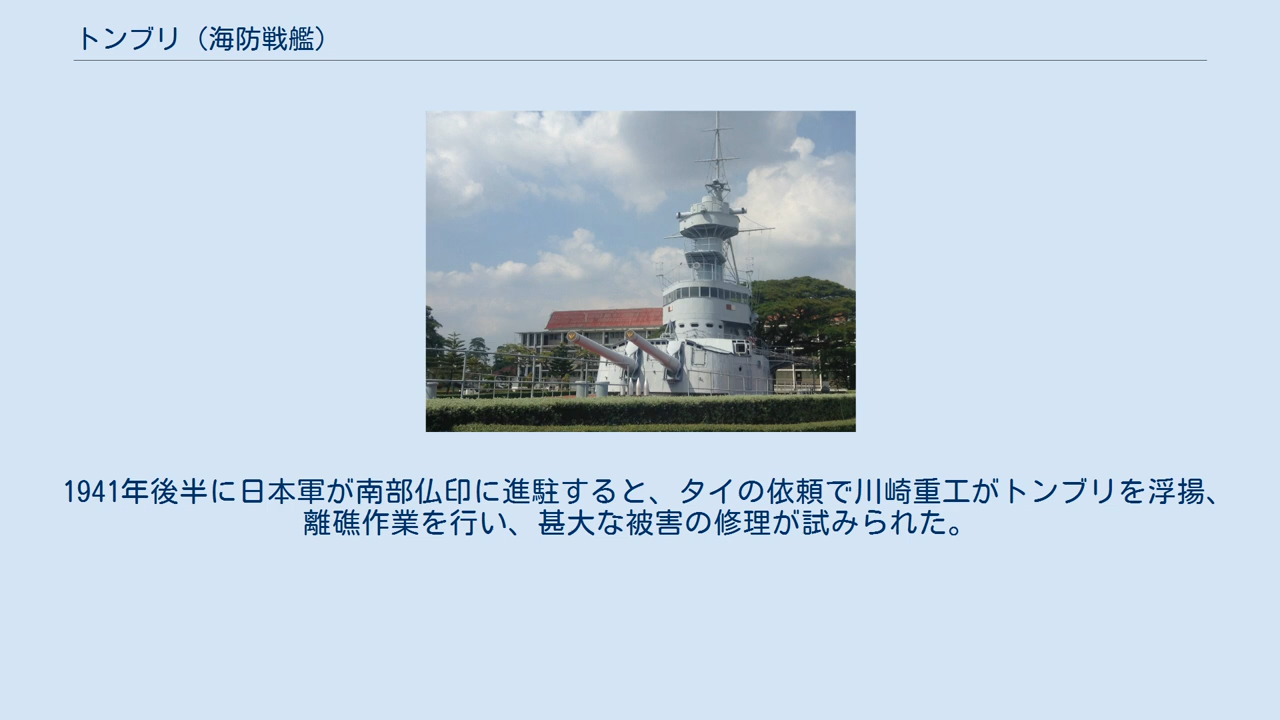 トンブリ（海防戦艦）
1941年後半に日本軍が南部仏印に進駐すると、タイの依頼で川崎重工がトンブリを浮揚、
離礁作業を行い、甚大な被害の修理が試みられた。